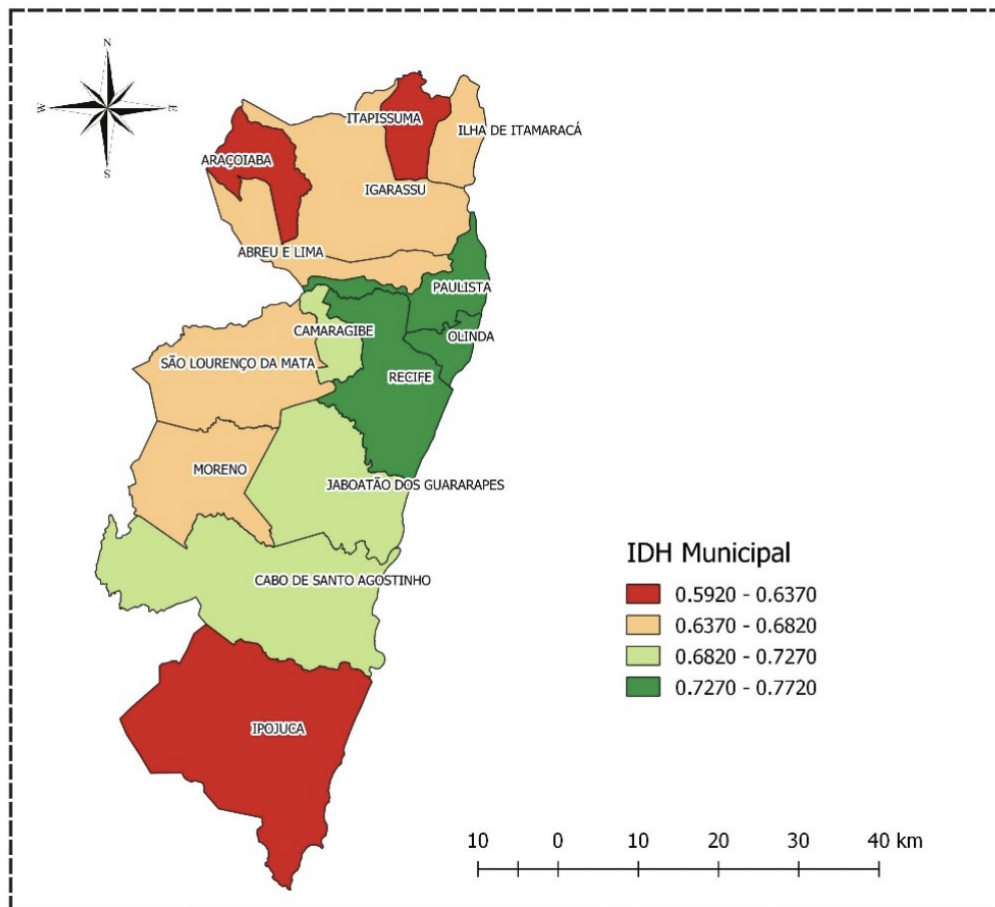 N
W
E
S
ITAPISSUMA
ILHA DE ITAMARACÁ
ARAÇOIABA
IGARASSU
ABREU E LIMA
PAULISTA
CAMARAGIBE
OLINDA
SÃO LOURENÇO DA MATA
RECIFE
MORENO
JABOATÃO DOS GUARARAPES
CABO DE SANTO AGOSTINHO
IPOJUCA
IDH Municipal
0.5920 - 0.6370
0.6370 - 0.6820
0.6820 - 0.7270
0.7270 - 0.7720
10 0 10 20 30 40 km